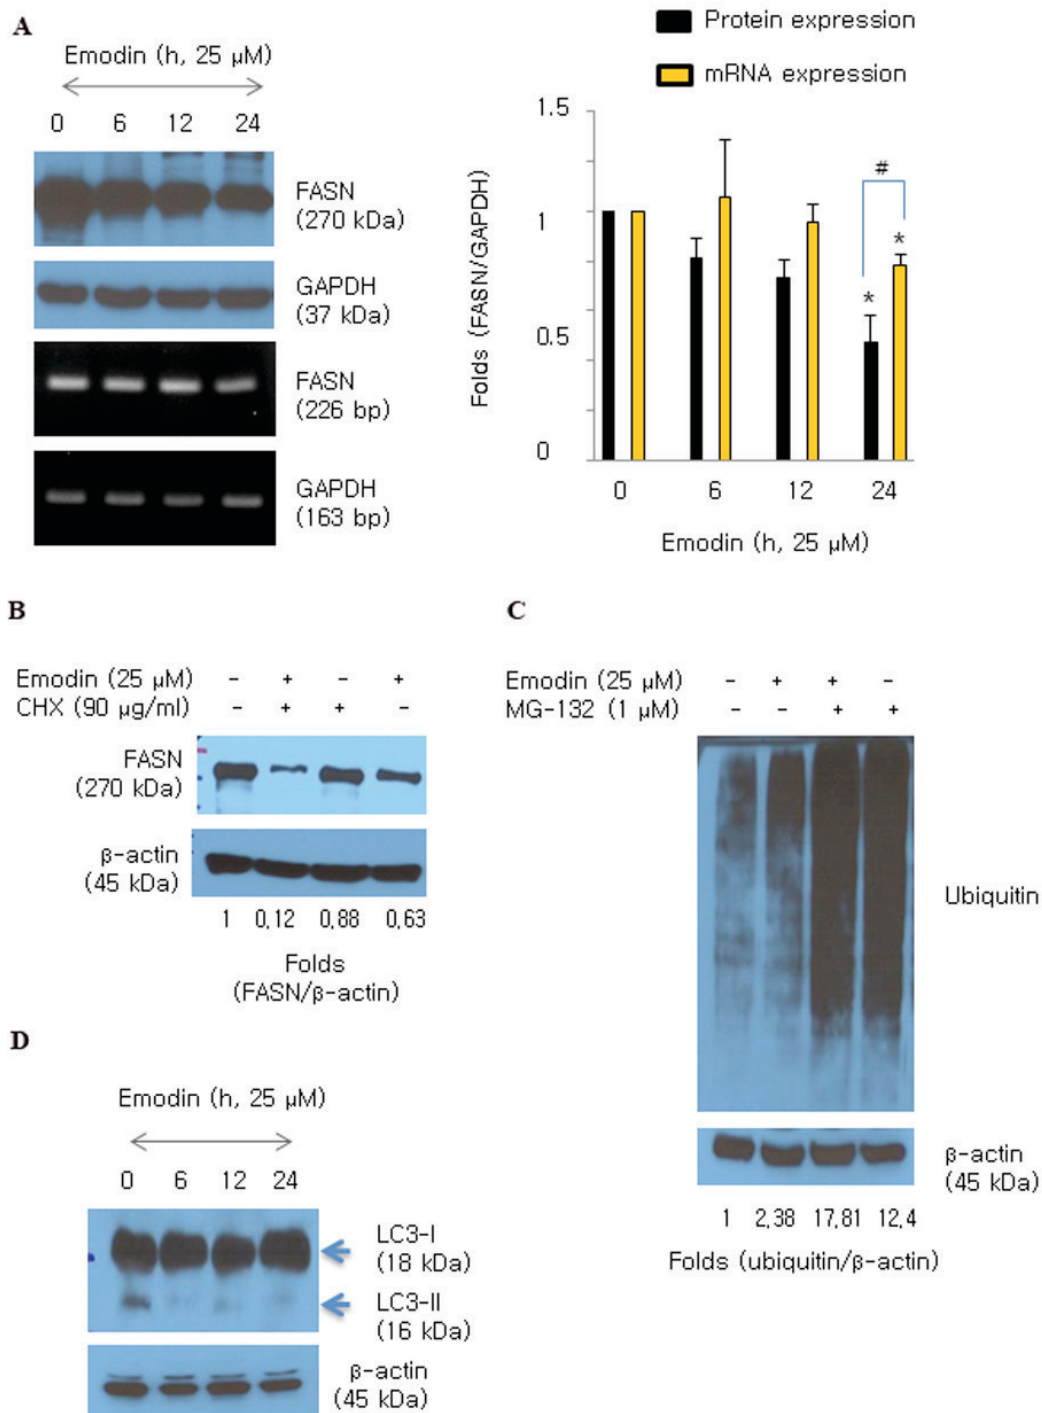 A
Emodin (h, 25 μM)
0 6 12 24
FASN
(270 kDa)
GAPDH
(37 kDa)
FASN
(226 bp)
GAPDH
(163 bp)
Protein expression
mRNA expression
Folds (FASN/GAPDH)
1.5
1
0.5
0
#
*
*
0 6 12 24
Emodin (h, 25 μM)
B
Emodin (25 μM) - + - +
CHX (90 μg/ml) - + + -
FASN
(270 kDa)
β-actin
(45 kDa)
1 0,12 0,88 0,63
Folds
(FASN/β-actin)
C
Emodin (25 μM) - + + -
MG-132 (1 μM) - - + +
Ubiquitin
β-actin
(45 kDa)
1 2,38 17,81 12,4
Folds (ubiquitin/β-actin)
D
Emodin (h, 25 μM)
0 6 12 24
LC3-I
(18 kDa)
LC3-II
(16 kDa)
β-actin
(45 kDa)